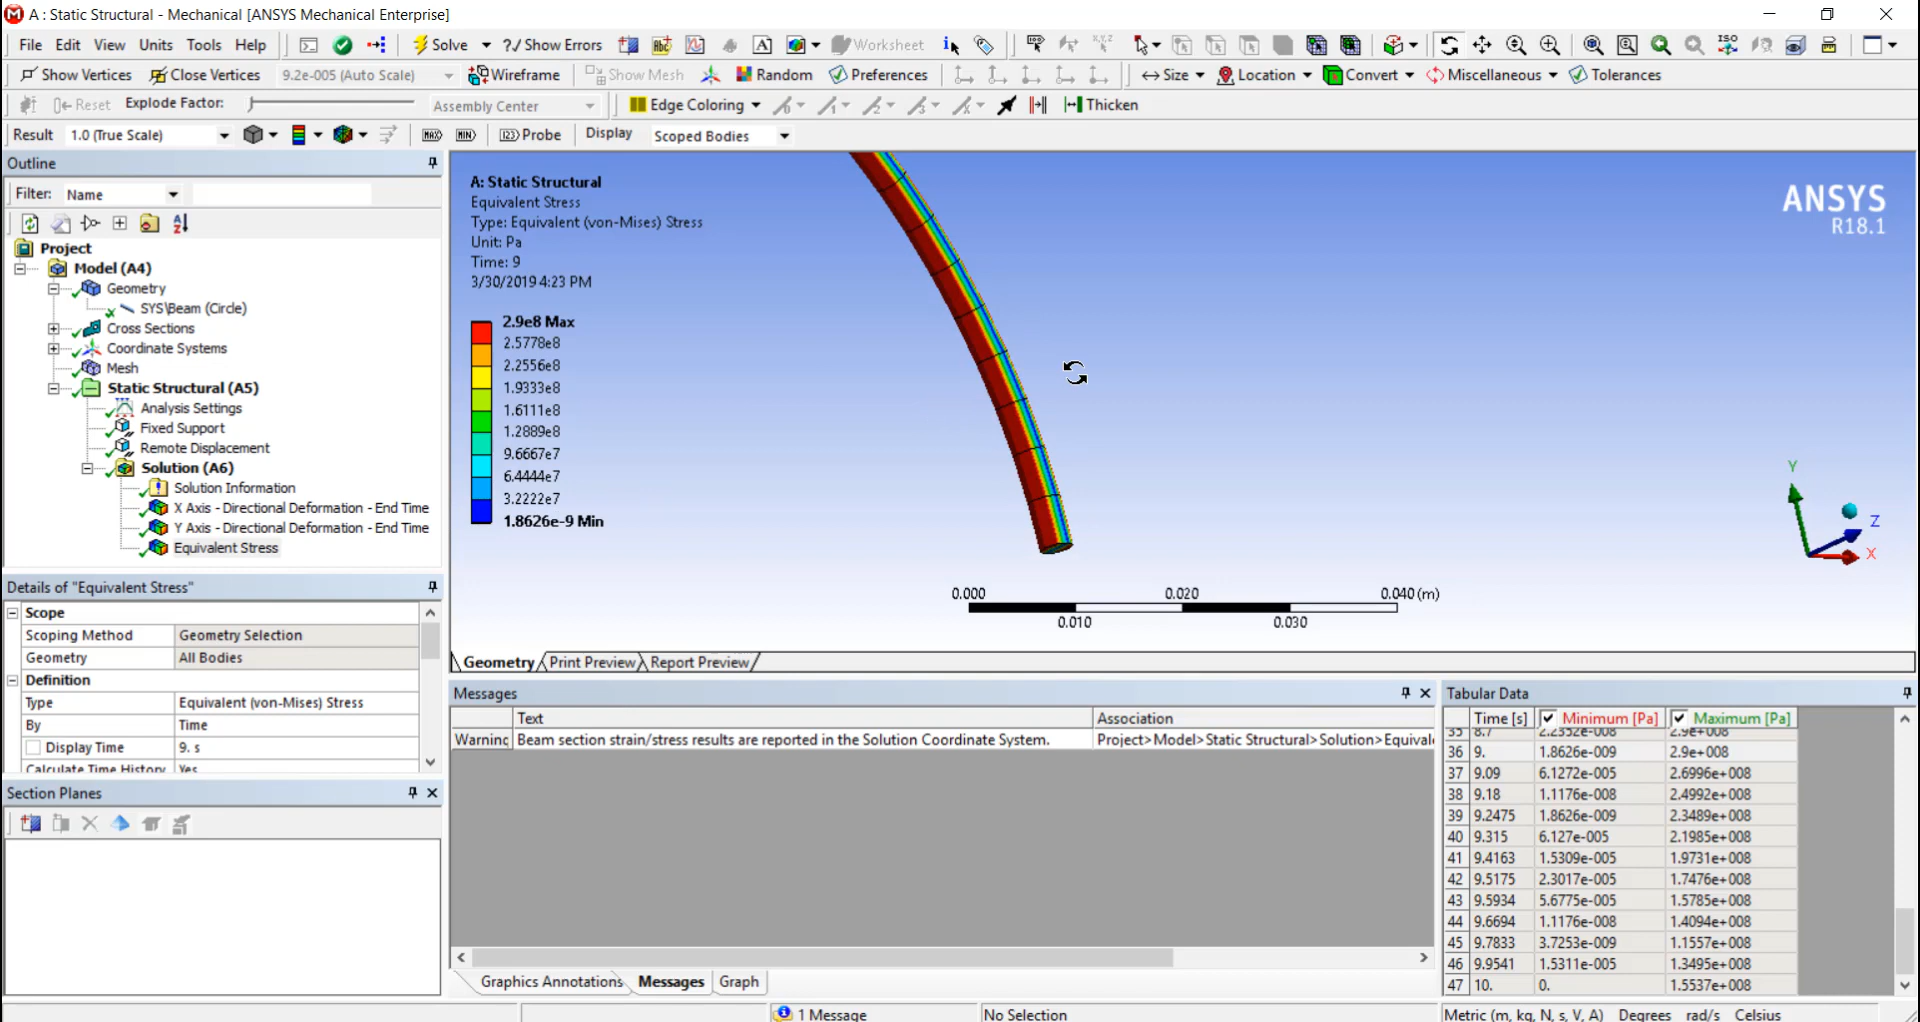 A : Static Structural - Mechanical [ANSYS Mechanical Enterprise]
File Edit View Units Tools Help Solve ?/ Show Errors Worksheet
Show Vertices Close Vertices 9.2e-005 (Auto Scale) Wireframe Show Mesh Random Preferences Size Location Convert Miscellaneous Tolerances
Reset Explode Factor: Assembly Center Edge Coloring Thicken
Result 1.0 (True Scale) MAX MIN Probe Display Scoped Bodies
Outline
Filter: Name
Project
Model (A4)
Geometry
SYS\Beam (Circle)
Cross Sections
Coordinate Systems
Mesh
Static Structural (A5)
Analysis Settings
Fixed Support
Remote Displacement
Solution (A6)
Solution Information
X Axis - Directional Deformation - End Time
Y Axis - Directional Deformation - End Time
Equivalent Stress
Details of "Equivalent Stress"
Scope
Scoping Method Geometry Selection
Geometry All Bodies
Definition
Type Equivalent (von-Mises) Stress
By Time
Display Time 9. s
Calculate Time History Yes
Section Planes
A: Static Structural
Equivalent Stress
Type: Equivalent (von-Mises) Stress
Unit: Pa
Time: 9
3/30/2019 4:23 PM
2.9e8 Max
2.5778e8
2.2556e8
1.9333e8
1.6111e8
1.2889e8
9.6667e7
6.4444e7
3.2222e7
1.8626e-9 Min
ANSYS
R18.1
Y
Z
X
0.000 0.020 0.040 (m)
0.010 0.030
Geometry Print Preview Report Preview
Messages
Text Association
Warning Beam section strain/stress results are reported in the Solution Coordinate System. Project>Model>Static Structural>Solution>Equival
Graphics Annotations Messages Graph
Tabular Data
Time [s] Minimum [Pa] Maximum [Pa]
35 8.7 2.2352e-008 2.9e+008
36 9. 1.8626e-009 2.9e+008
37 9.09 6.1272e-005 2.6996e+008
38 9.18 1.1176e-008 2.4992e+008
39 9.2475 1.8626e-009 2.3489e+008
40 9.315 6.127e-005 2.1985e+008
41 9.4163 1.5309e-005 1.9731e+008
42 9.5175 2.3017e-005 1.7476e+008
43 9.5934 5.6775e-005 1.5785e+008
44 9.6694 1.1176e-008 1.4094e+008
45 9.7833 3.7253e-009 1.1557e+008
46 9.9541 1.5311e-005 1.3495e+008
47 10. 0. 1.5537e+008
1 Message No Selection Metric (m, kg, N, s, V, A) Degrees rad/s Celsius